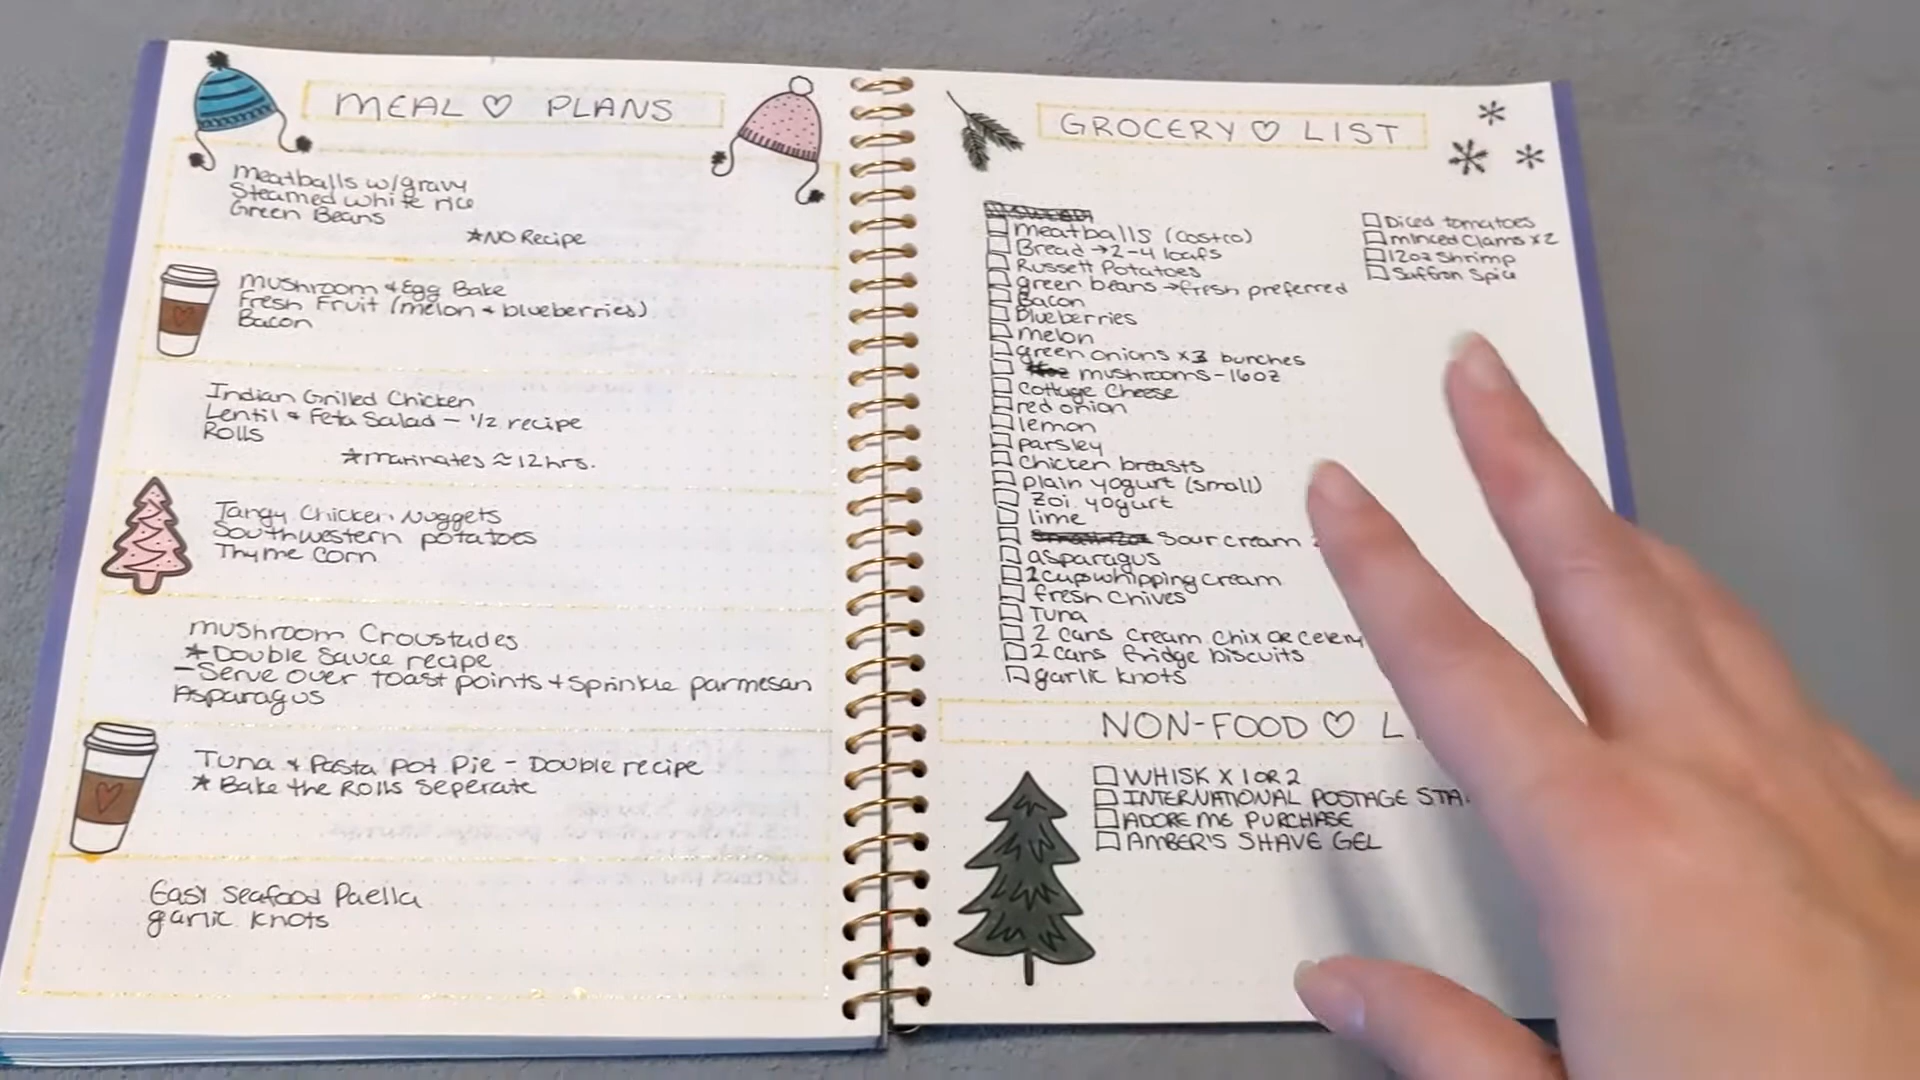 MEAL ♡ PLANS
Meatballs w/gravy
Steamed white rice
Green Beans
*NO Recipe
Mushroom + Egg Bake
Fresh Fruit (melon + blueberries)
Bacon
Indian Grilled Chicken
Lentil + Feta Salad - 1/2 recipe
Rolls
*Marinates ≈ 12 hrs.
Tangy Chicken Nuggets
Southwestern potatoes
Thyme Corn
Mushroom Croustades
*Double Sauce recipe
-Serve over toast points + sprinkle parmesan
Asparagus
Tuna + Pasta Pot Pie - Double recipe
* Bake the Rolls Seperate
Easy Seafood Paella
garlic knots
GROCERY ♡ LIST
meatballs (costco)
Bread → 2-4 loafs
Russett Potatoes
green beans → fresh preferred
Bacon
Blueberries
melon
green onions x3 bunches
mushrooms - 16oz
Cottage Cheese
red onion
lemon
parsley
Chicken breasts
plain yogurt (small)
Zoi yogurt
lime
Sour cream
asparagus
2 cups whipping cream
fresh chives
Tuna
2 cans cream chix or celery
2 cans fridge biscuits
garlic knots
Diced tomatoes
minced Clams x2
12oz Shrimp
Saffron Spice
NON-FOOD ♡ L
WHISK X 1 OR 2
INTERNATIONAL POSTAGE STA
ADORE ME PURCHASE
AMBER'S SHAVE GEL